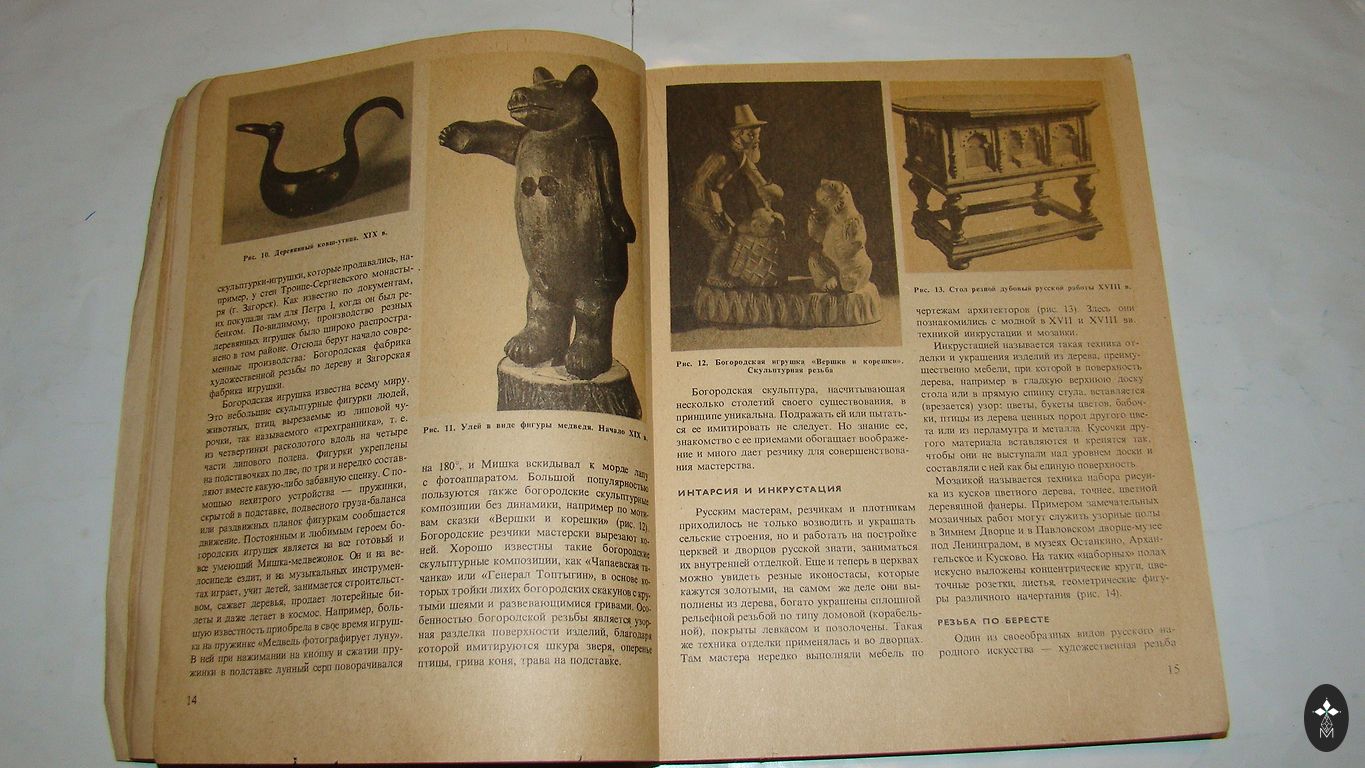 Рис. 10. Деревянный ковш-утица. XIX в.
скульптурки-игрушки, которые продавались, на-
пример, у стен Троице-Сергиевского монасты-
ря (г. Загорск). Как известно по документам,
их покупали там для Петра I, когда он был ре-
бенком. По-видимому, производство резных
деревянных игрушек было широко распростра-
нено в том районе. Отсюда берут начало совре-
менные производства: Богородская фабрика
художественной резьбы по дереву и Загорская
фабрика игрушки.
Богородская игрушка известна всему миру.
Это небольшие скульптурные фигурки людей,
животных, птиц, вырезаемые из липовой чу-
рочки, так называемого «трехгранника», т. е.
из четвертинки расколотого вдоль на четыре
части липового полена. Фигурки укреплены
на подставочках по две, по три и нередко состав-
ляют вместе какую-либо забавную сценку. С по-
мощью нехитрого устройства — пружинки,
скрытой в подставке, подвесного груза-баланса
или раздвижных планок фигуркам сообщается
движение. Постоянным и любимым героем бо-
городских игрушек является на все готовый и
все умеющий Мишка-медвежонок. Он и на ве-
лосипеде ездит, и на музыкальных инструмен-
тах играет, учит детей, занимается строительст-
вом, сажает деревья, продает лотерейные би-
леты и даже летает в космос. Например, боль-
шую известность приобрела в свое время игруш-
ка на пружинке «Медведь фотографирует луну».
В ней при нажимании на кнопку и сжатии пру-
жинки в подставке лунный серп поворачивался
14
Рис. 11. Улей в виде фигуры медведя. Начало XIX в.
на 180°, и Мишка вскидывал к морде лапу
с фотоаппаратом. Большой популярностью
пользуются также богородские скульптурные
композиции без динамики, например по моти-
вам сказки «Вершки и корешки» (рис. 12).
Богородские резчики мастерски вырезают ко-
ней. Хорошо известны такие богородские
скульптурные композиции, как «Чапаевская та-
чанка» или «Генерал Топтыгин», в основе ко-
торых тройки лихих богородских скакунов с кру-
тыми шеями и развевающимися гривами. Осо-
бенностью богородской резьбы является узор-
ная разделка поверхности изделий, благодаря
которой имитируются шкура зверя, оперенье
птицы, грива коня, трава на подставке.
Рис. 12. Богородская игрушка «Вершки и корешки».
Скульптурная резьба
Богородская скульптура, насчитывающая
несколько столетий своего существования, в
принципе уникальна. Подражать ей или пытать-
ся ее имитировать не следует. Но знание ее,
знакомство с ее приемами обогащает воображе-
ние и много дает резчику для совершенствова-
ния мастерства.
ИНТАРСИЯ И ИНКРУСТАЦИЯ
Русским мастерам, резчикам и плотникам
приходилось не только возводить и украшать
сельские строения, но и работать на постройке
церквей и дворцов русской знати, заниматься
их внутренней отделкой. Еще и теперь в церквах
можно увидеть резные иконостасы, которые
кажутся золотыми, на самом же деле они вы-
полнены из дерева, богато украшены сплошной
рельефной резьбой по типу домовой (корабель-
ной), покрыты левкасом и позолочены. Такая
же техника отделки применялась и во дворцах.
Там мастера нередко выполняли мебель по
Рис. 13. Стол резной дубовый русской работы XVIII в.
чертежам архитекторов (рис. 13). Здесь они
познакомились с модной в XVII и XVIII вв.
техникой инкрустации и мозаики.
Инкрустацией называется такая техника от-
делки и украшения изделий из дерева, преиму-
щественно мебели, при которой в поверхность
дерева, например в гладкую верхнюю доску
стола или в прямую спинку стула, вставляется
(врезается) узор: цветы, букеты цветов, бабоч-
ки, птицы из дерева ценных пород другого цве-
та или из перламутра и металла. Кусочки дру-
гого материала вставляются и крепятся так,
чтобы они не выступали над уровнем доски и
составляли с ней как бы единую поверхность.
Мозаикой называется техника набора рисун-
ка из кусков цветного дерева, точнее, цветной
деревянной фанеры. Примером замечательных
мозаичных работ могут служить узорные полы
в Зимнем Дворце и в Павловском дворце-музее
под Ленинградом, в музеях Останкино, Архан-
гельское и Кусково. На таких «наборных» полах
искусно выложены концентрические круги, цве-
точные розетки, листья, геометрические фигу-
ры различного начертания (рис. 14).
РЕЗЬБА ПО БЕРЕСТЕ
Один из своеобразных видов русского на-
родного искусства — художественная резьба
15
М